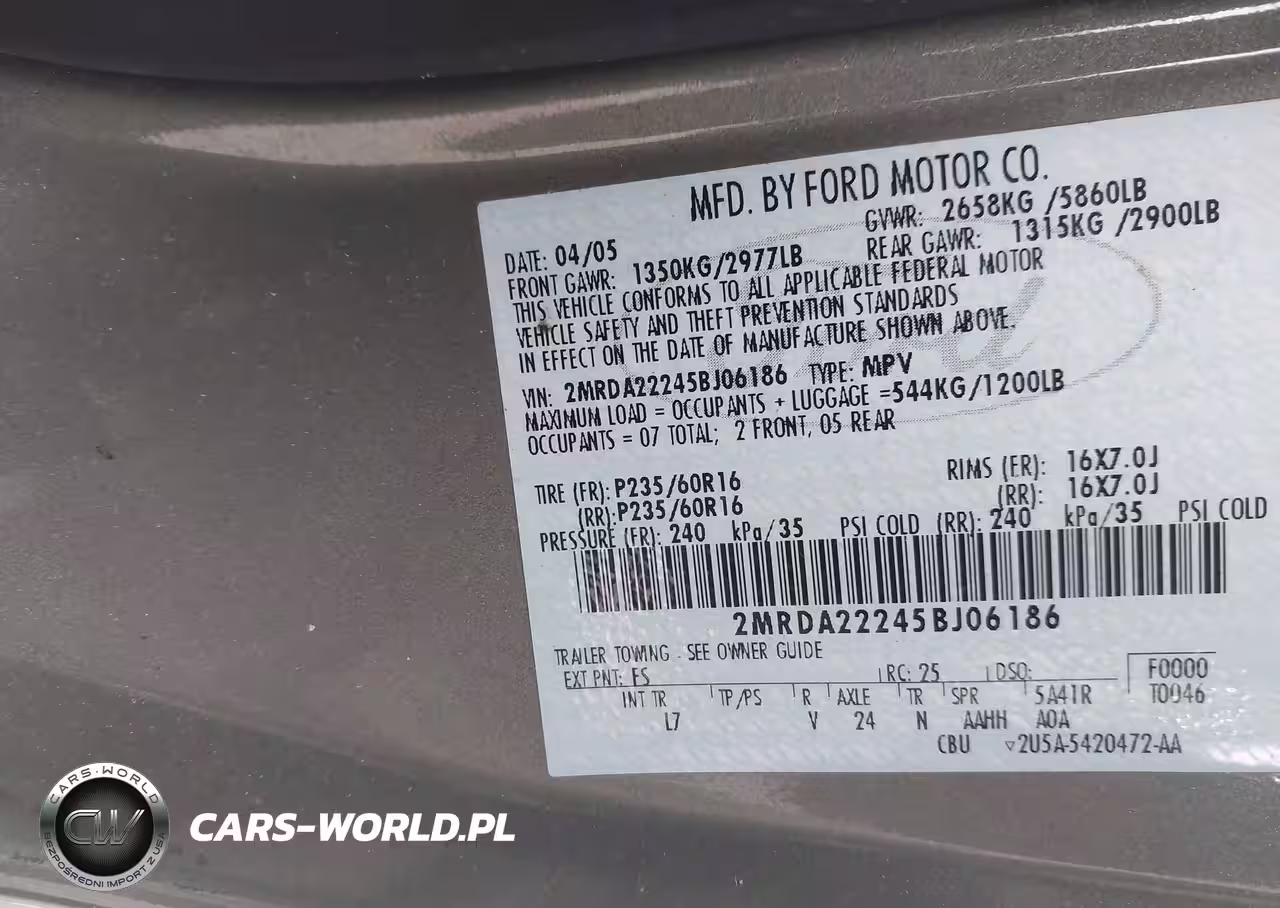 MFD. BY FORD MOTOR CO.
DATE: 04/05 GVWR: 2658KG /5860LB
FRONT GAWR: 1350KG/2977LB REAR GAWR: 1315KG /2900LB
THIS VEHICLE CONFORMS TO ALL APPLICABLE FEDERAL MOTOR
VEHICLE SAFETY AND THEFT PREVENTION STANDARDS
IN EFFECT ON THE DATE OF MANUFACTURE SHOWN ABOVE.
VIN: 2MRDA22245BJ06186 TYPE: MPV
MAXIMUM LOAD = OCCUPANTS + LUGGAGE =544KG/1200LB
OCCUPANTS = 07 TOTAL; 2 FRONT, 05 REAR
TIRE (FR): P235/60R16 RIMS (ER): 16X7.0J
(RR): P235/60R16 (RR): 16X7.0J
PRESSURE (FR): 240 kPa/35 PSI COLD (RR): 240 kPa/35 PSI COLD
2MRDA22245BJ06186
TRAILER TOWING - SEE OWNER GUIDE
EXT PNT: FS RC: 25 DSO: F0000
INT TR TP/PS R AXLE TR SPR 5A41R T0046
L7 V 24 N AAHH A0A
CBU ▽2U5A-5420472-AA
CARS-WORLD
CW
BEZPOŚREDNI IMPORT Z USA
CARS-WORLD.PL